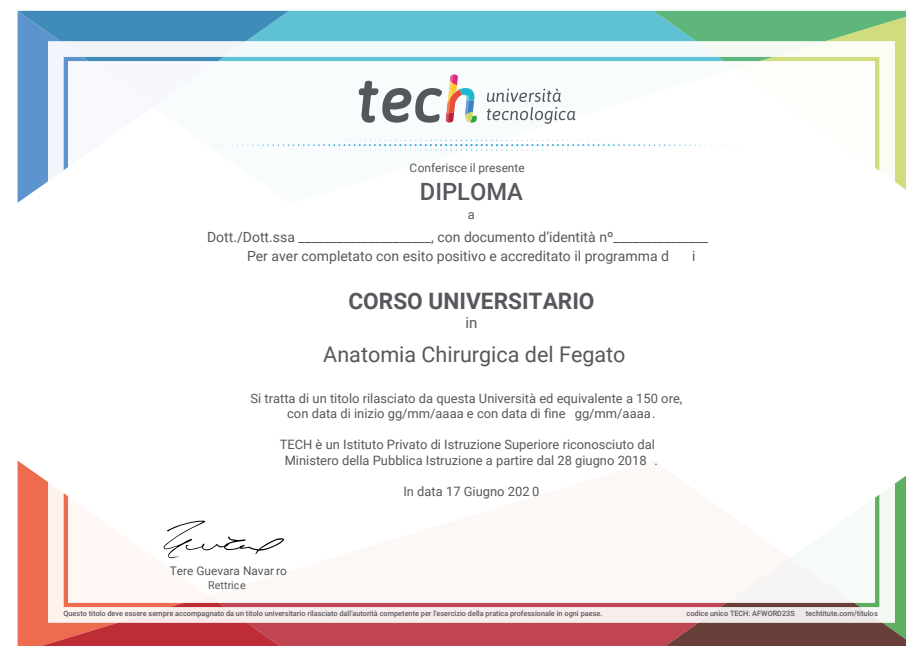 tech università
tecnologica
Conferisce il presente
DIPLOMA
a
Dott./Dott.ssa ___________________, con documento d'identità nº______________
Per aver completato con esito positivo e accreditato il programma d i
CORSO UNIVERSITARIO
in
Anatomia Chirurgica del Fegato
Si tratta di un titolo rilasciato da questa Università ed equivalente a 150 ore,
con data di inizio gg/mm/aaaa e con data di fine gg/mm/aaaa.
TECH è un Istituto Privato di Istruzione Superiore riconosciuto dal
Ministero della Pubblica Istruzione a partire dal 28 giugno 2018 .
In data 17 Giugno 2020
Tere Guevara Navarro
Rettrice
Questo titolo deve essere sempre accompagnato da un titolo universitario rilasciato dall'autorità competente per l'esercizio della pratica professionale in ogni paese. codice unico TECH: AFWORD23S techtitute.com/titulos